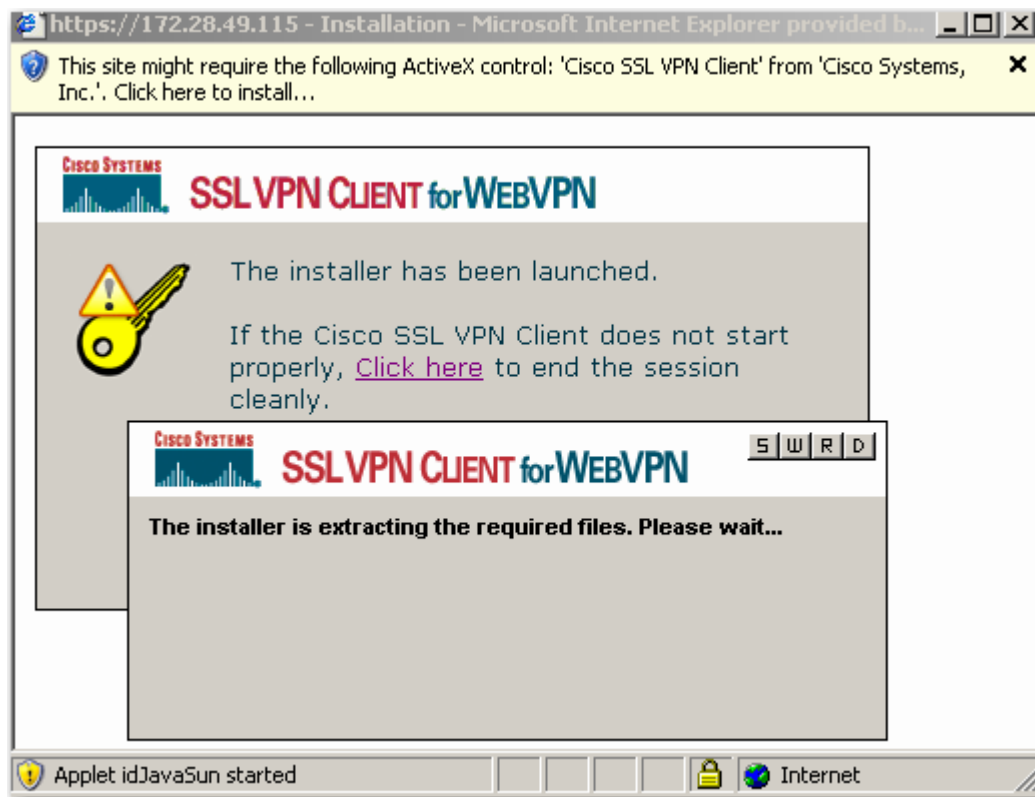 https://172.28.49.115 - Installation - Microsoft Internet Explorer provided b...
This site might require the following ActiveX control: 'Cisco SSL VPN Client' from 'Cisco Systems,
Inc.'. Click here to install...
CISCO SYSTEMS
SSL VPN CLIENT for WEBVPN
The installer has been launched.
If the Cisco SSL VPN Client does not start
properly, Click here to end the session
cleanly.
CISCO SYSTEMS
SSL VPN CLIENT for WEBVPN
S W R D
The installer is extracting the required files. Please wait...
Applet idJavaSun started
Internet